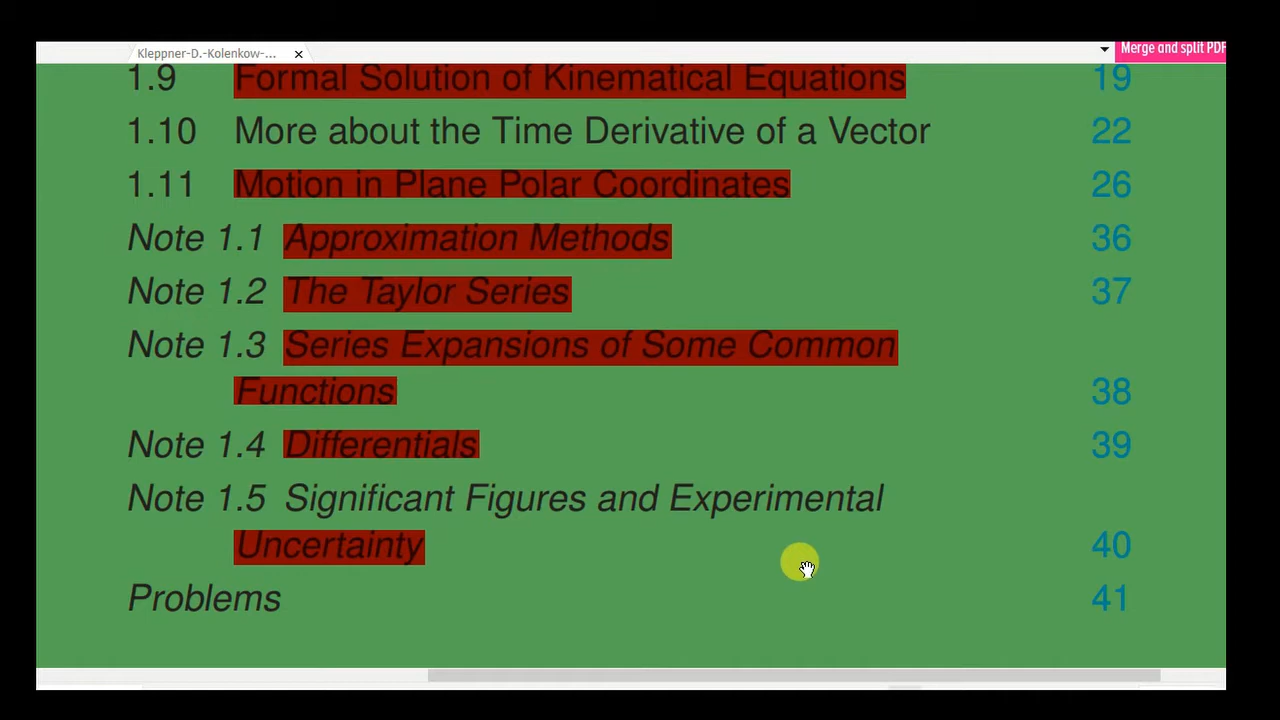 Kleppner-D.-Kolenkow-...
Merge and split PDF
1.9 Formal Solution of Kinematical Equations 19
1.10 More about the Time Derivative of a Vector 22
1.11 Motion in Plane Polar Coordinates 26
Note 1.1 Approximation Methods 36
Note 1.2 The Taylor Series 37
Note 1.3 Series Expansions of Some Common
Functions 38
Note 1.4 Differentials 39
Note 1.5 Significant Figures and Experimental
Uncertainty 40
Problems 41